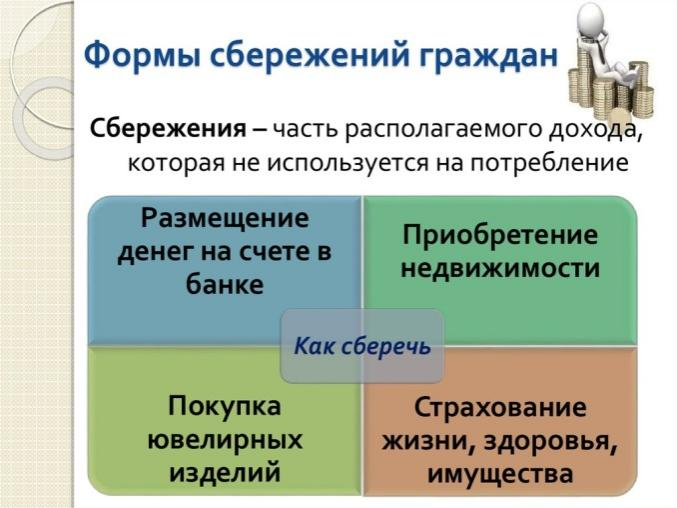 Формы сбережений граждан
Сбережения – часть располагаемого дохода,
которая не используется на потребление
Размещение
денег на счете в
банке
Приобретение
недвижимости
Как сберечь
Покупка
ювелирных
изделий
Страхование
жизни, здоровья,
имущества